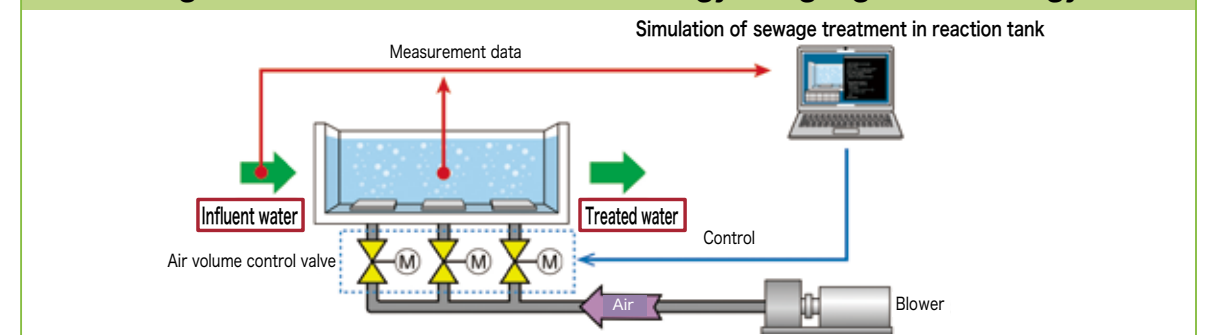 Simulation of sewage treatment in reaction tank
Measurement data
Influent water
Treated water
Control
Air volume control valve
M
M
M
Air
Blower